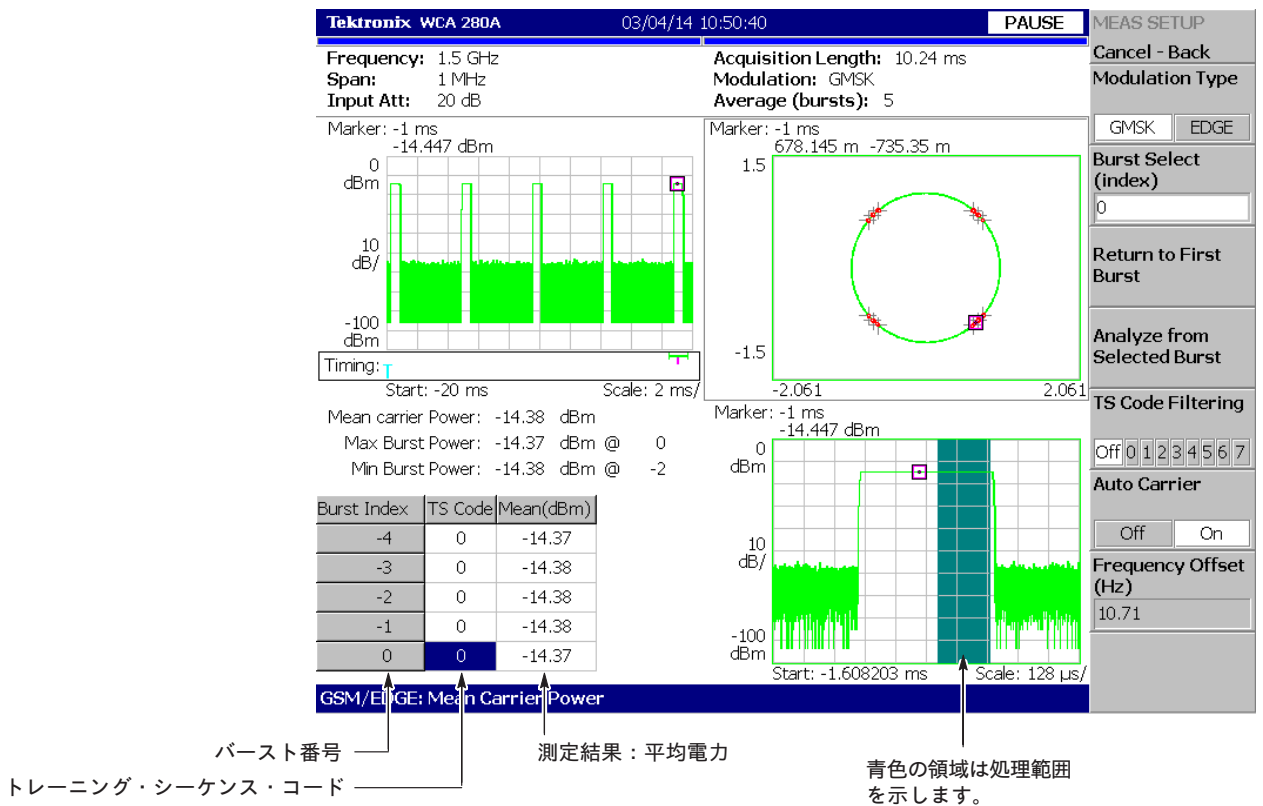 Tektronix WCA 280A 03/04/14 10:50:40 PAUSE
Frequency: 1.5 GHz
Span: 1 MHz
Input Att: 20 dB
Acquisition Length: 10.24 ms
Modulation: GMSK
Average (bursts): 5
Marker: -1 ms
-14.447 dBm
0
dBm
10
dB/
-100
dBm
Timing:
Start: -20 ms Scale: 2 ms/
Marker: -1 ms
678.145 m -735.35 m
1.5
-1.5
-2.061 2.061
Mean carrier Power: -14.38 dBm
Max Burst Power: -14.37 dBm @ 0
Min Burst Power: -14.38 dBm @ -2
Burst Index TS Code Mean(dBm)
-4 0 -14.37
-3 0 -14.38
-2 0 -14.38
-1 0 -14.38
0 0 -14.37
Marker: -1 ms
-14.447 dBm
0
dBm
10
dB/
-100
dBm
Start: -1.608203 ms Scale: 128 µs/
GSM/EDGE: Mean Carrier Power
MEAS SETUP
Cancel - Back
Modulation Type
GMSK EDGE
Burst Select
(index)
0
Return to First
Burst
Analyze from
Selected Burst
TS Code Filtering
Off 0 1 2 3 4 5 6 7
Auto Carrier
Off On
Frequency Offset
(Hz)
10.71
バースト番号
トレーニング・シーケンス・コード
測定結果：平均電力
青色の領域は処理範囲
を示します。